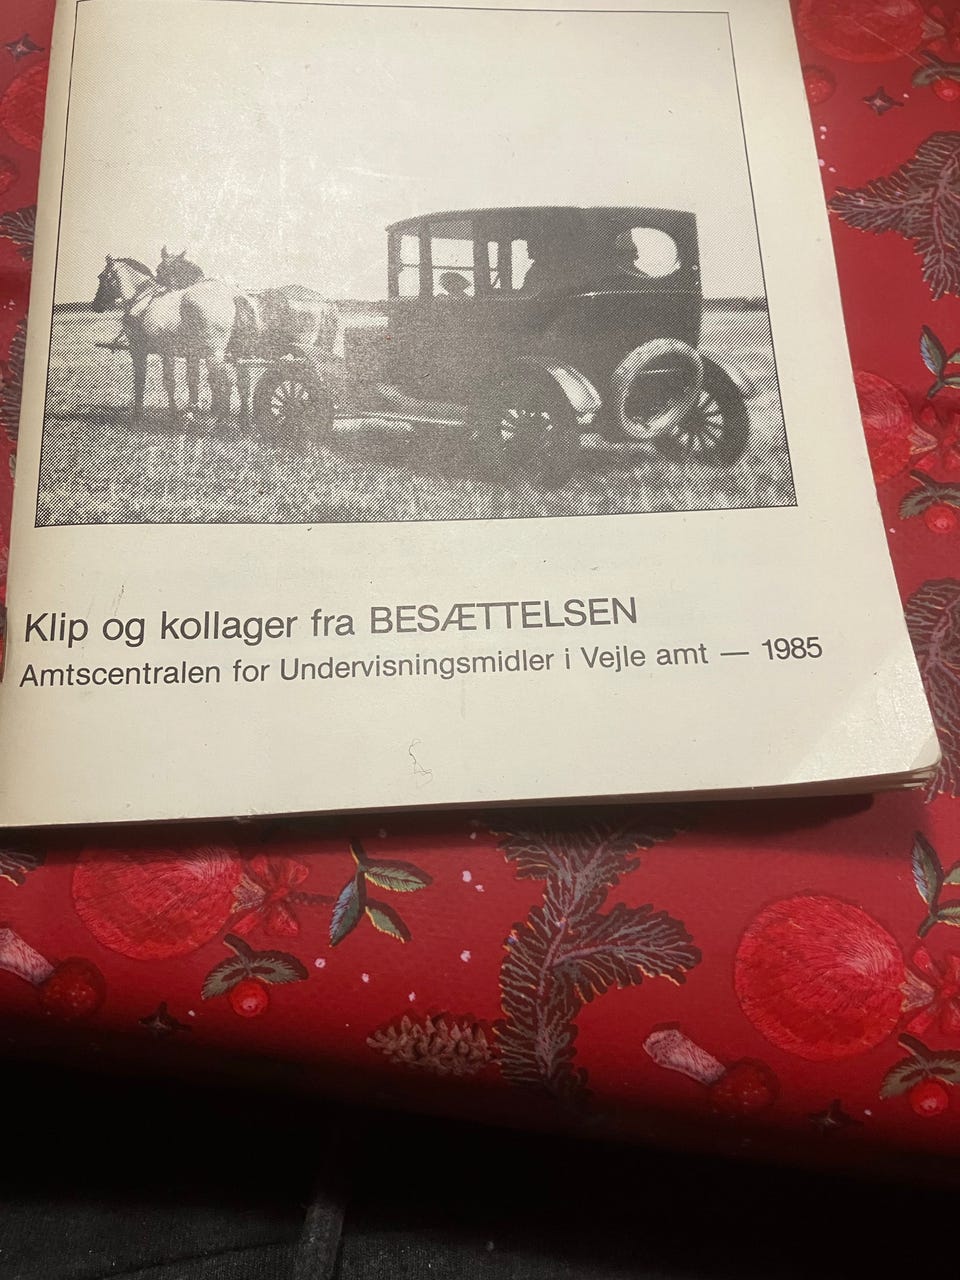 Klip og kollager fra BESÆTTELSEN
Amtscentralen for Undervisningsmidler i Vejle amt — 1985